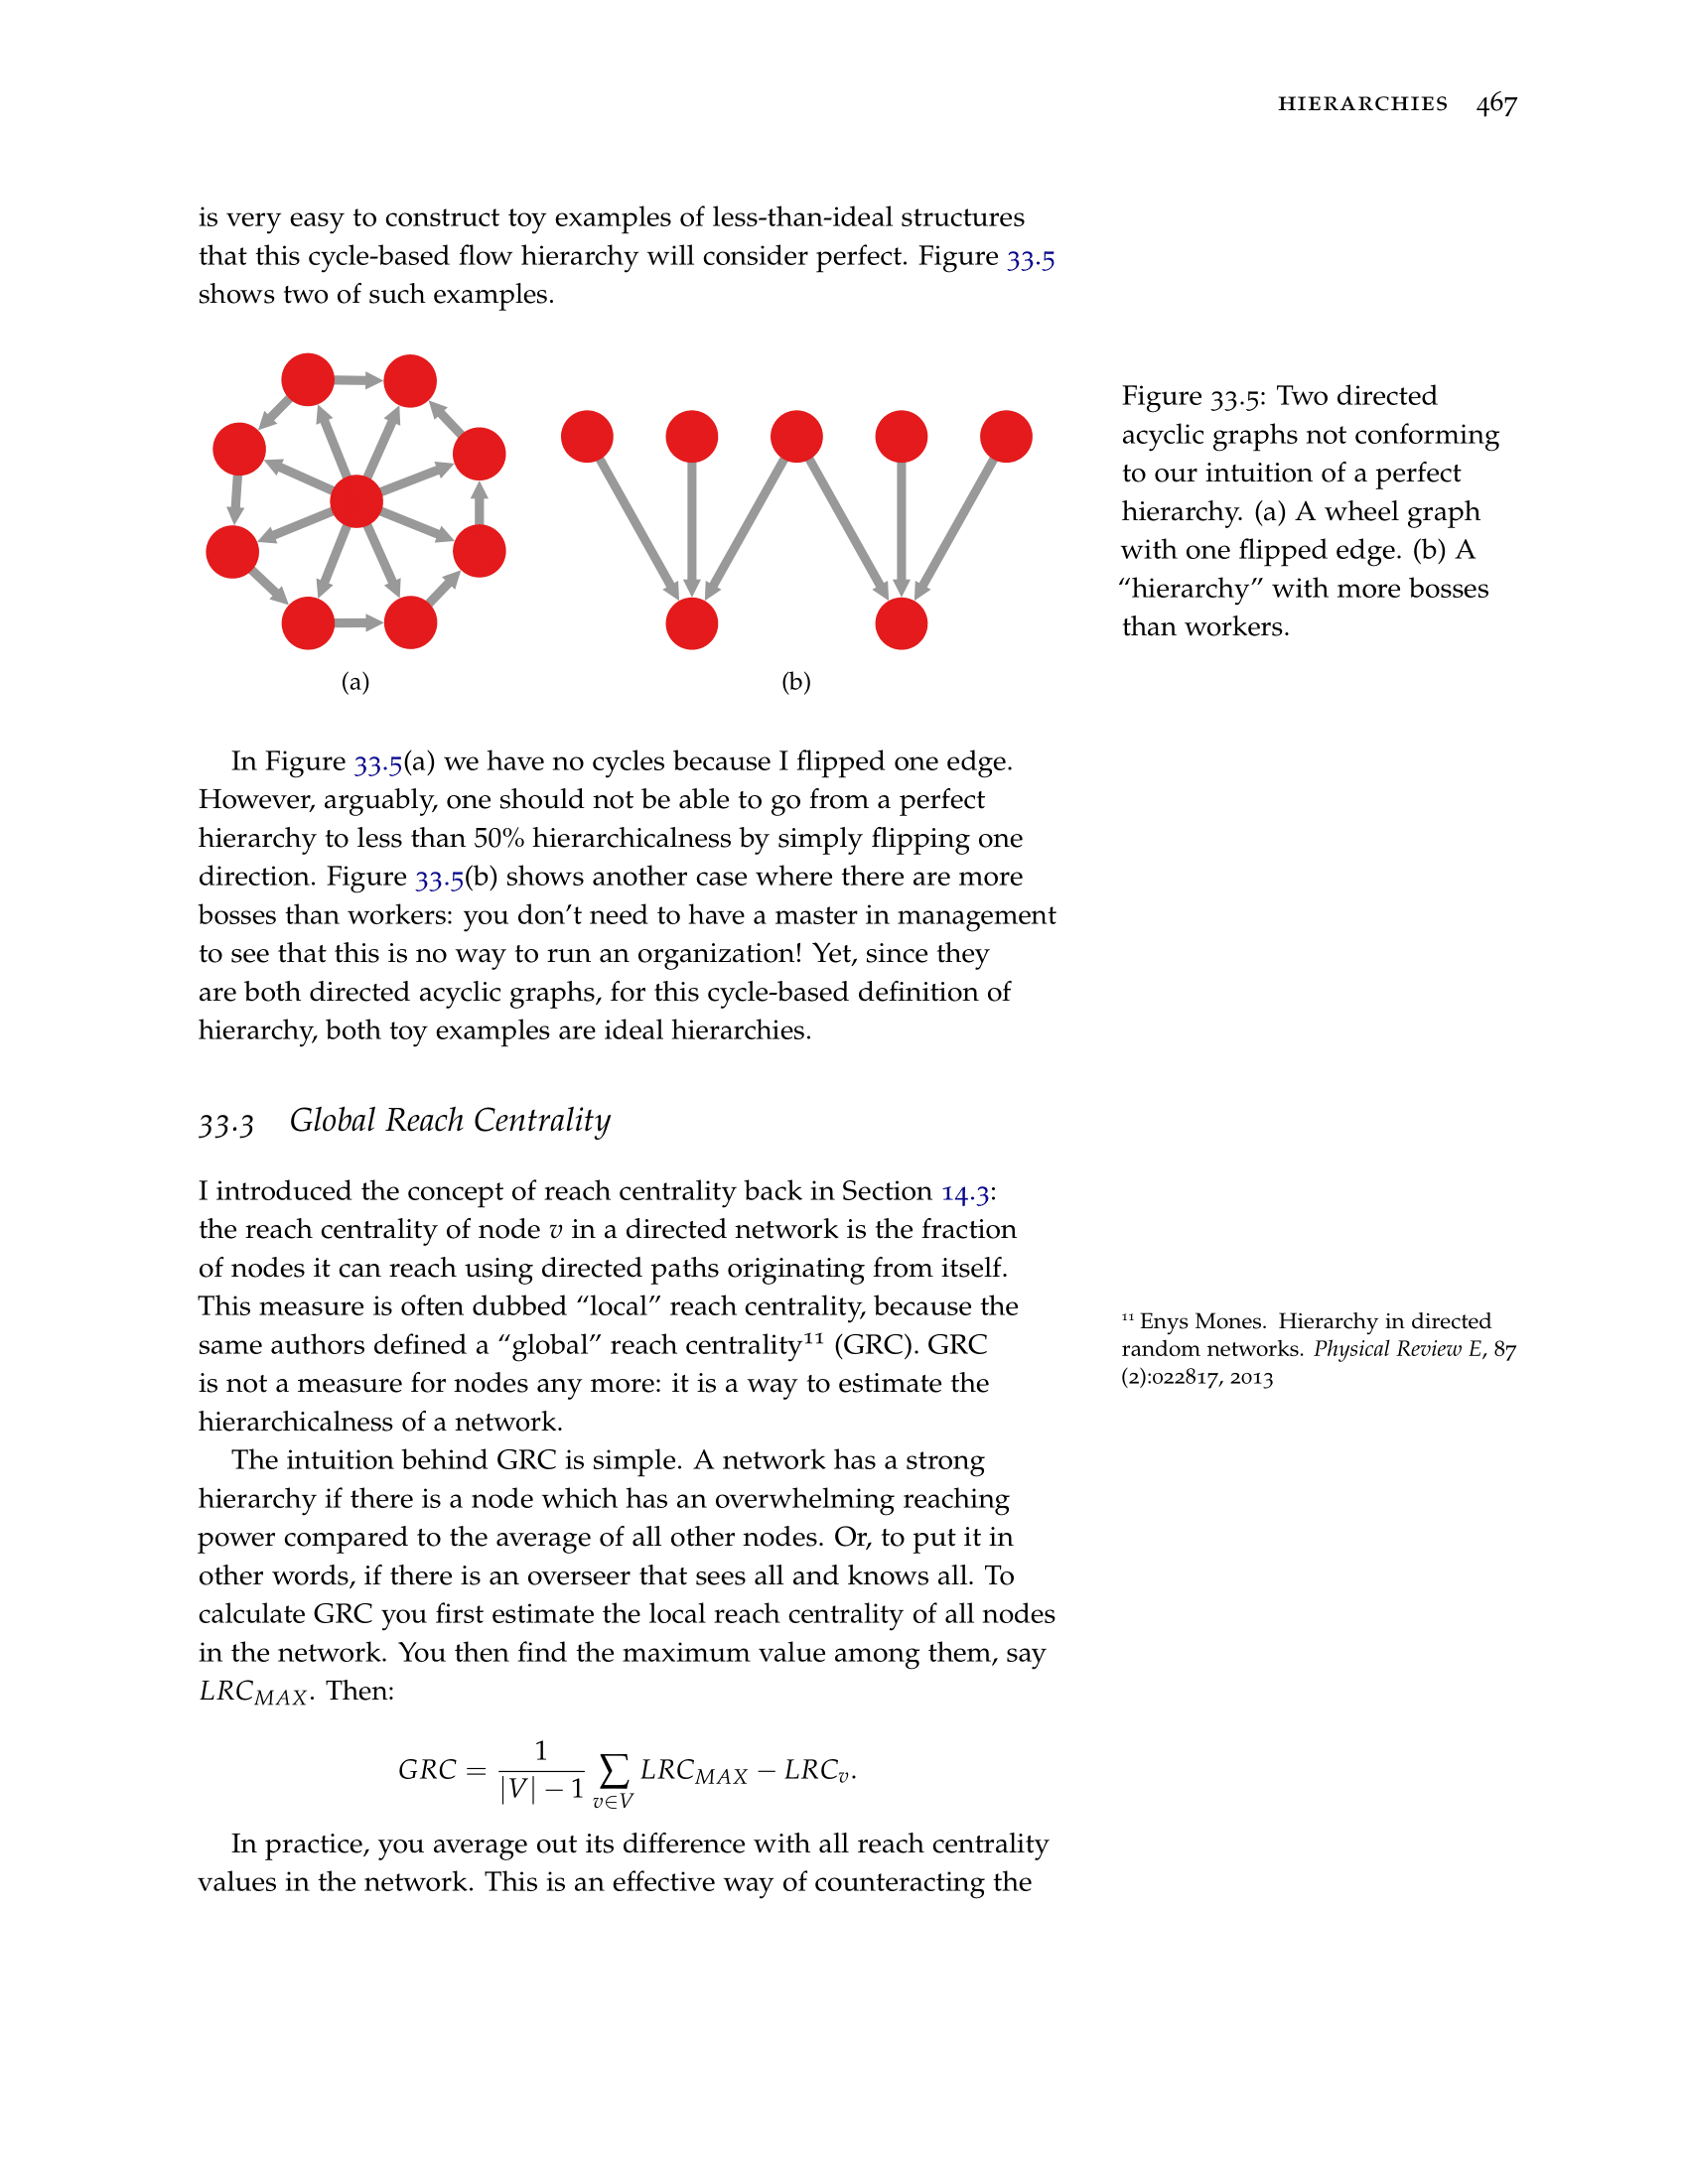 HIERARCHIES 467
is very easy to construct toy examples of less-than-ideal structures
that this cycle-based flow hierarchy will consider perfect. Figure 33.5
shows two of such examples.
(a)
(b)
Figure 33.5: Two directed
acyclic graphs not conforming
to our intuition of a perfect
hierarchy. (a) A wheel graph
with one flipped edge. (b) A
“hierarchy” with more bosses
than workers.
In Figure 33.5(a) we have no cycles because I flipped one edge.
However, arguably, one should not be able to go from a perfect
hierarchy to less than 50% hierarchicalness by simply flipping one
direction. Figure 33.5(b) shows another case where there are more
bosses than workers: you don’t need to have a master in management
to see that this is no way to run an organization! Yet, since they
are both directed acyclic graphs, for this cycle-based definition of
hierarchy, both toy examples are ideal hierarchies.
33.3 Global Reach Centrality
I introduced the concept of reach centrality back in Section 14.3:
the reach centrality of node v in a directed network is the fraction
of nodes it can reach using directed paths originating from itself.
This measure is often dubbed “local” reach centrality, because the
same authors defined a “global” reach centrality¹¹ (GRC). GRC
is not a measure for nodes any more: it is a way to estimate the
hierarchicalness of a network.
¹¹ Enys Mones. Hierarchy in directed
random networks. Physical Review E, 87
(2):022817, 2013
The intuition behind GRC is simple. A network has a strong
hierarchy if there is a node which has an overwhelming reaching
power compared to the average of all other nodes. Or, to put it in
other words, if there is an overseer that sees all and knows all. To
calculate GRC you first estimate the local reach centrality of all nodes
in the network. You then find the maximum value among them, say
LRC_MAX. Then:
GRC = 1 / (|V| − 1) ∑_{v∈V} LRC_MAX − LRC_v.
In practice, you average out its difference with all reach centrality
values in the network. This is an effective way of counteracting the